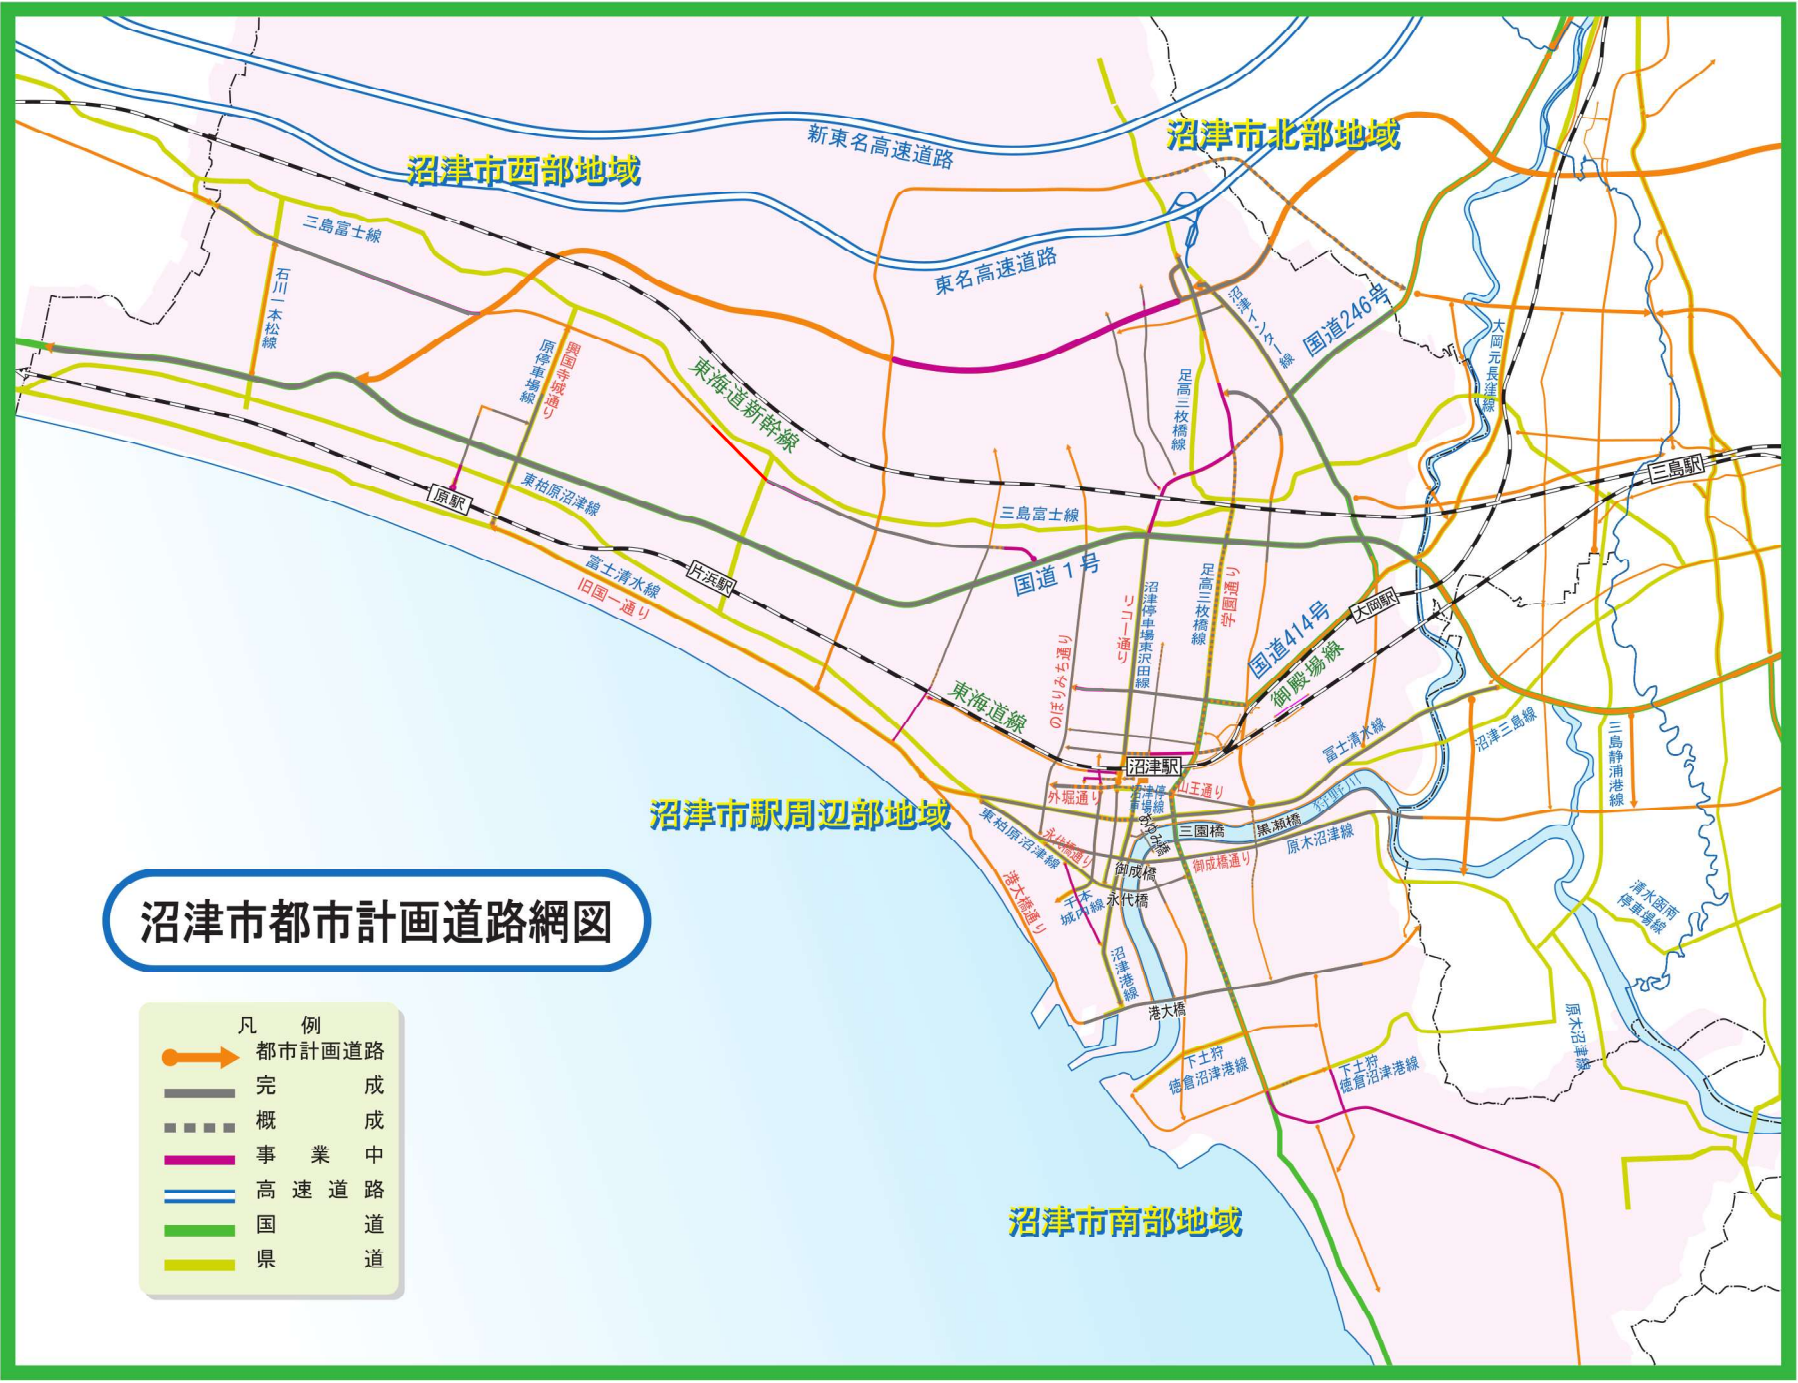 沼津市北部地域
新東名高速道路
沼津市西部地域
三島富士線
東名高速道路
石川一本松線
沼津インター線
国道246号
大岡元長窪線
原停車場線
興国寺城通り
東海道新幹線
足高三枚橋線
三島駅
原駅
東柏原沼津線
三島富士線
富士清水線
旧国一通り
片浜駅
国道1号
リコー通り
沼津停車場東沢田線
足高三枚橋線
学園通り
大岡駅
国道414号
御殿場線
のぼりみち通り
東海道線
沼津駅
富士清水線
沼津三島線
三島静浦港線
沼津市駅周辺部地域
外堀通り
沼津停車場線
山王通り
狩野川
あゆみ橋
三園橋
黒瀬橋
東柏原沼津線
永代橋通り
御成橋
御成橋通り
原木沼津線
港大橋通り
千本城内線
永代橋
清水函南停車場線
沼津市都市計画道路網図
沼津港線
港大橋
原木沼津線
下土狩
徳倉沼津港線
下土狩
徳倉沼津港線
沼津市南部地域
凡例
都市計画道路
完成
概成
事業中
高速道路
国道
県道